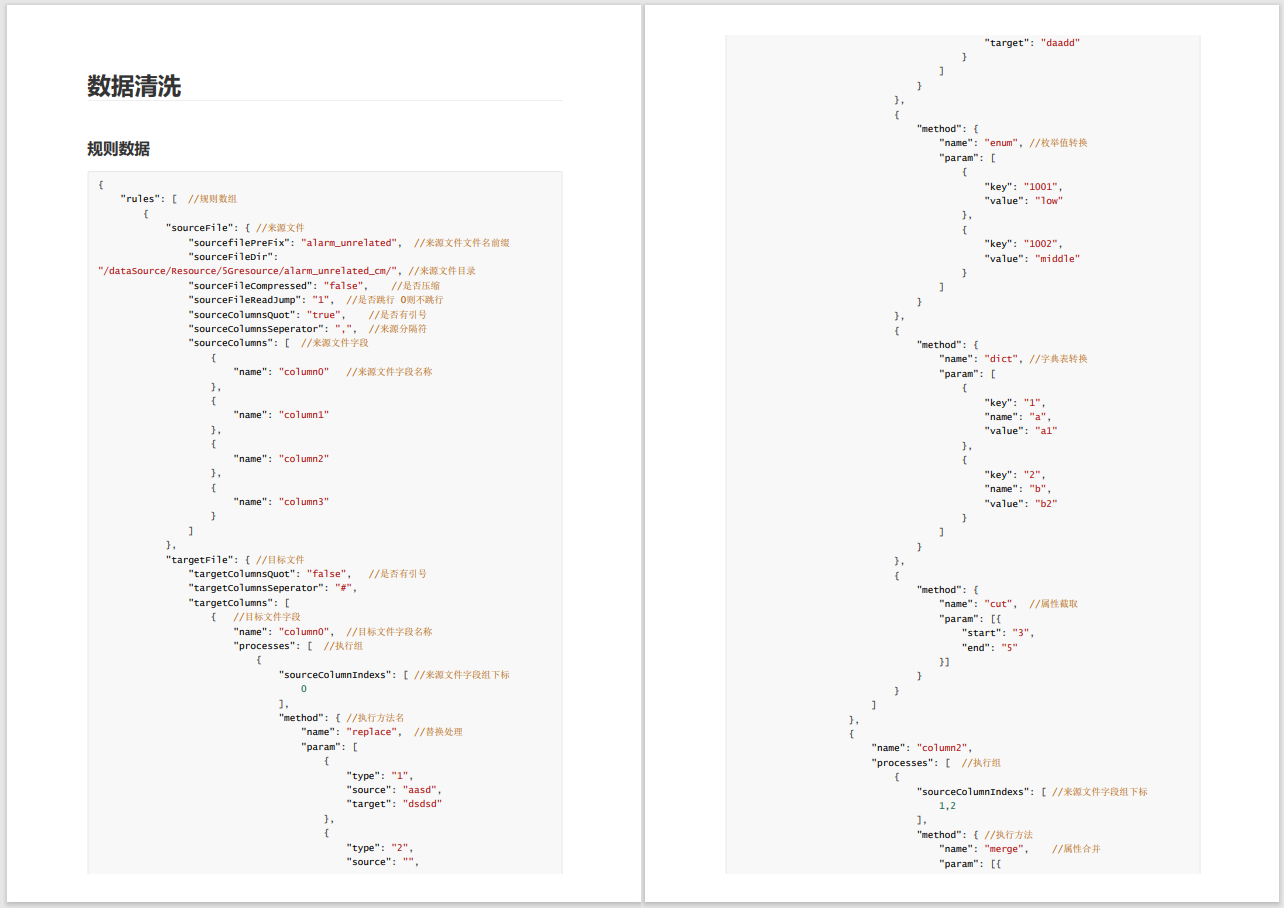 数据清洗
规则数据
{
"rules": [  //规则数组
{
"sourceFile": { //来源文件
"sourcefilePreFix": "alarm_unrelated",  //来源文件文件名前缀
"sourceFileDir":
"/dataSource/Resource/5Gresource/alarm_unrelated_cm/", //来源文件目录
"sourceFileCompressed": "false",    //是否压缩
"sourceFileReadJump": "1",  //是否跳行 0则不跳行
"sourceColumnsQuot": "true",    //是否有引号
"sourceColumnsSeperator": ",",  //来源分隔符
"sourceColumns": [  //来源文件字段
{
"name": "column0"   //来源文件字段名称
},
{
"name": "column1"
},
{
"name": "column2"
},
{
"name": "column3"
}
]
},
"targetFile": { //目标文件
"targetColumnsQuot": "false",   //是否有引号
"targetColumnsSeperator": "#",
"targetColumns": [
{   //目标文件字段
"name": "column0",  //目标文件字段名称
"processes": [  //执行组
{
"sourceColumnIndexs": [ //来源文件字段组下标
0
],
"method": { //执行方法名
"name": "replace",  //替换处理
"param": [
{
"type": "1",
"source": "aasd",
"target": "dsdsd"
},
{
"type": "2",
"source": "",
"target": "daadd"
}
]
}
},
{
"method": {
"name": "enum", //枚举值转换
"param": [
{
"key": "1001",
"value": "low"
},
{
"key": "1002",
"value": "middle"
}
]
}
},
{
"method": {
"name": "dict", //字典表转换
"param": [
{
"key": "1",
"name": "a",
"value": "a1"
},
{
"key": "2",
"name": "b",
"value": "b2"
}
]
}
},
{
"method": {
"name": "cut",  //属性截取
"param": [{
"start": "3",
"end": "5"
}]
}
}
]
},
{
"name": "column2",
"processes": [  //执行组
{
"sourceColumnIndexs": [ //来源文件字段组下标
1,2
],
"method": { //执行方法
"name": "merge",    //属性合并
"param": [{